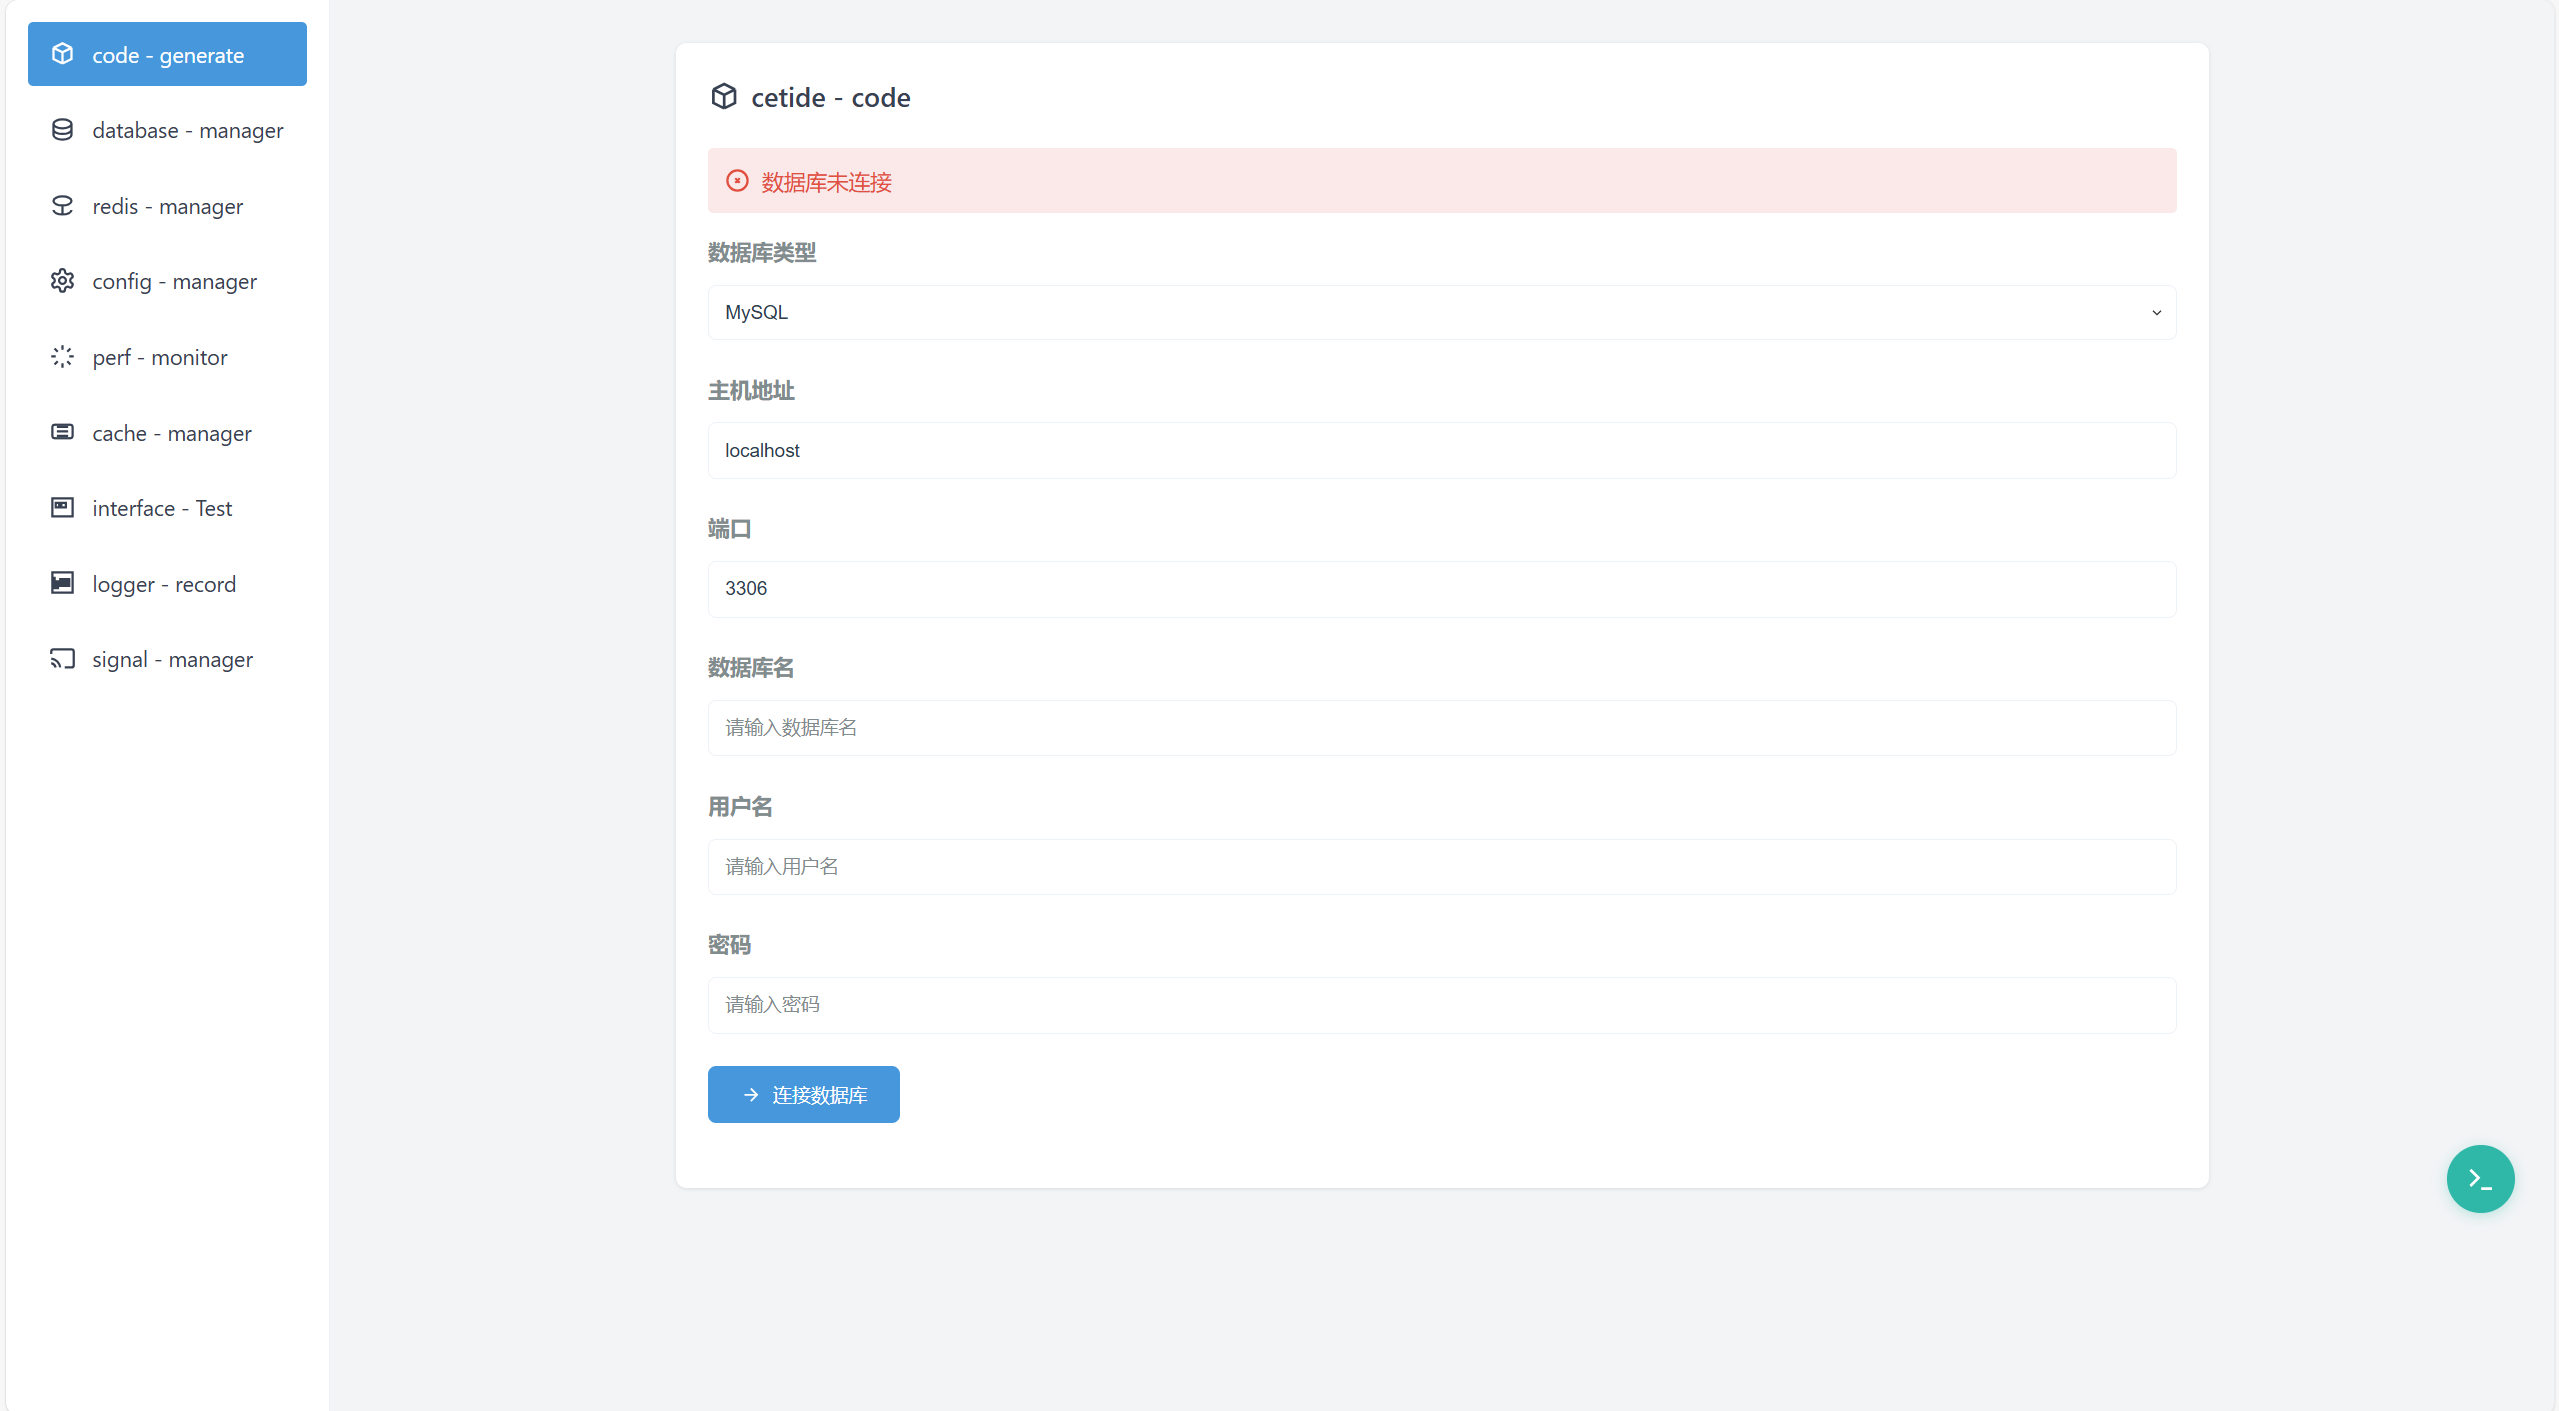 code - generate
database - manager
redis - manager
config - manager
perf - monitor
cache - manager
interface - Test
logger - record
signal - manager
cetide - code
数据库未连接
数据库类型
MySQL
主机地址
localhost
端口
3306
数据库名
请输入数据库名
用户名
请输入用户名
密码
请输入密码
连接数据库